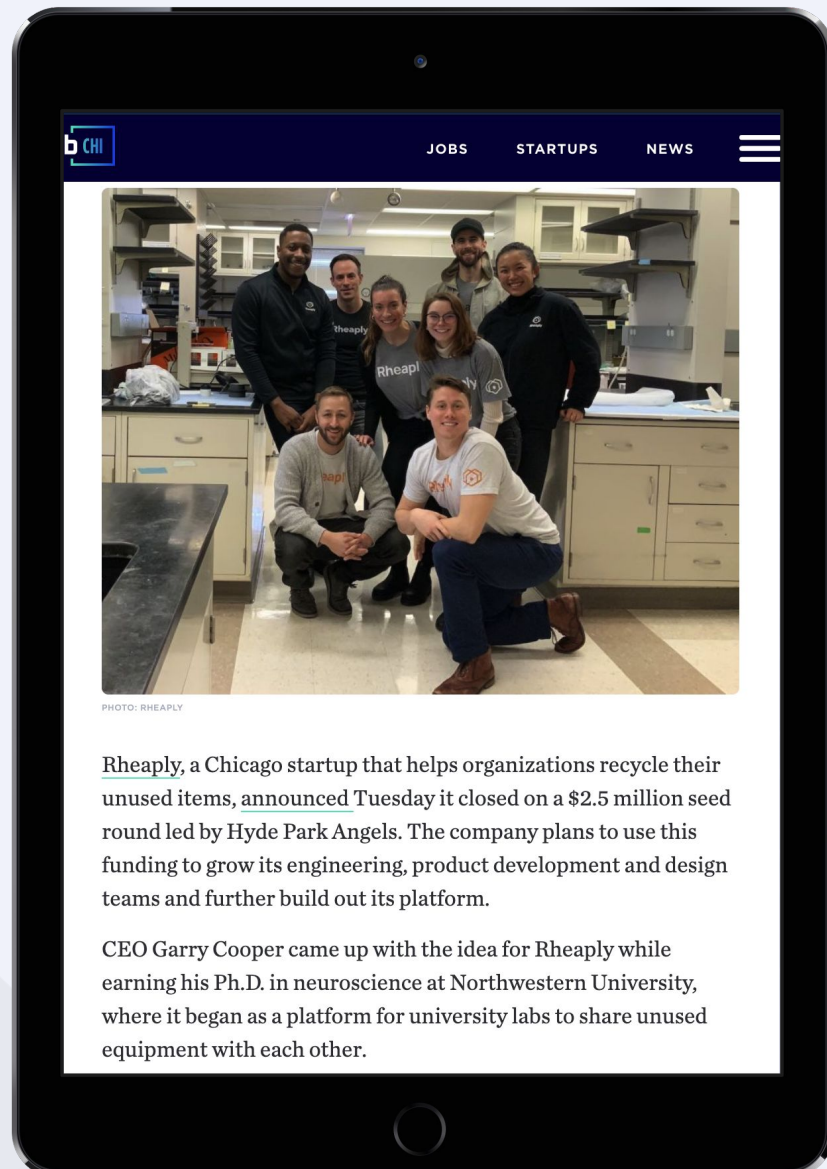 b CHI
JOBS
STARTUPS
NEWS
Rheaply
Rheapl
ply
PHOTO: RHEAPLY
Rheaply, a Chicago startup that helps organizations recycle their
unused items, announced Tuesday it closed on a $2.5 million seed
round led by Hyde Park Angels. The company plans to use this
funding to grow its engineering, product development and design
teams and further build out its platform.
CEO Garry Cooper came up with the idea for Rheaply while
earning his Ph.D. in neuroscience at Northwestern University,
where it began as a platform for university labs to share unused
equipment with each other.